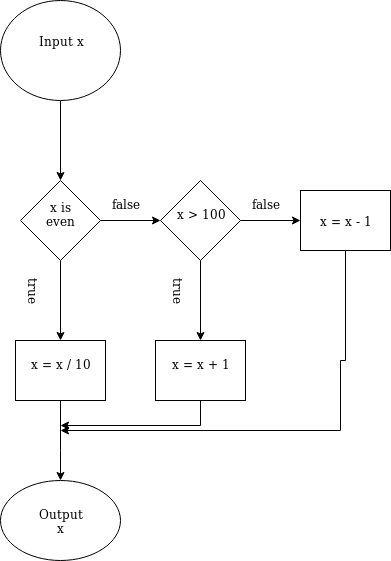 Input x
x is
even
false
x > 100
false
x = x - 1
true
true
x = x / 10
x = x + 1
Output
x